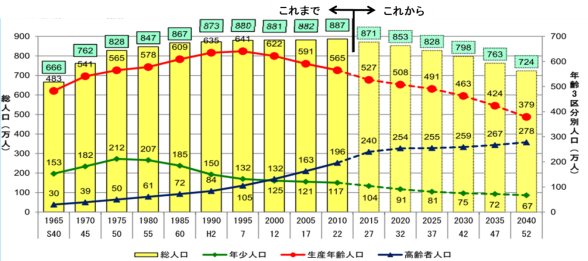 これまで これから
873 880 881 882 887 871 853 828 798 763 724
666 762 828 847 867
総人口(万人)
年齢3区分別人口(万人)
900 800 700 600 500 400 300 200 100 0
700 600 500 400 300 200 100 0
483 541 565 578 609 635 641 622 591 565 527 508 491 463 424 379
153 182 212 207 185 150 132 132 163 196 240 254 255 259 267 278
30 39 50 61 72 84 105 125 121 117 104 91 81 75 72 67
1965 1970 1975 1980 1985 1990 1995 2000 2005 2010 2015 2020 2025 2030 2035 2040
S40 45 50 55 60 H2 7 12 17 22 27 32 37 42 47 52
総人口 年少人口 生産年齢人口 高齢者人口